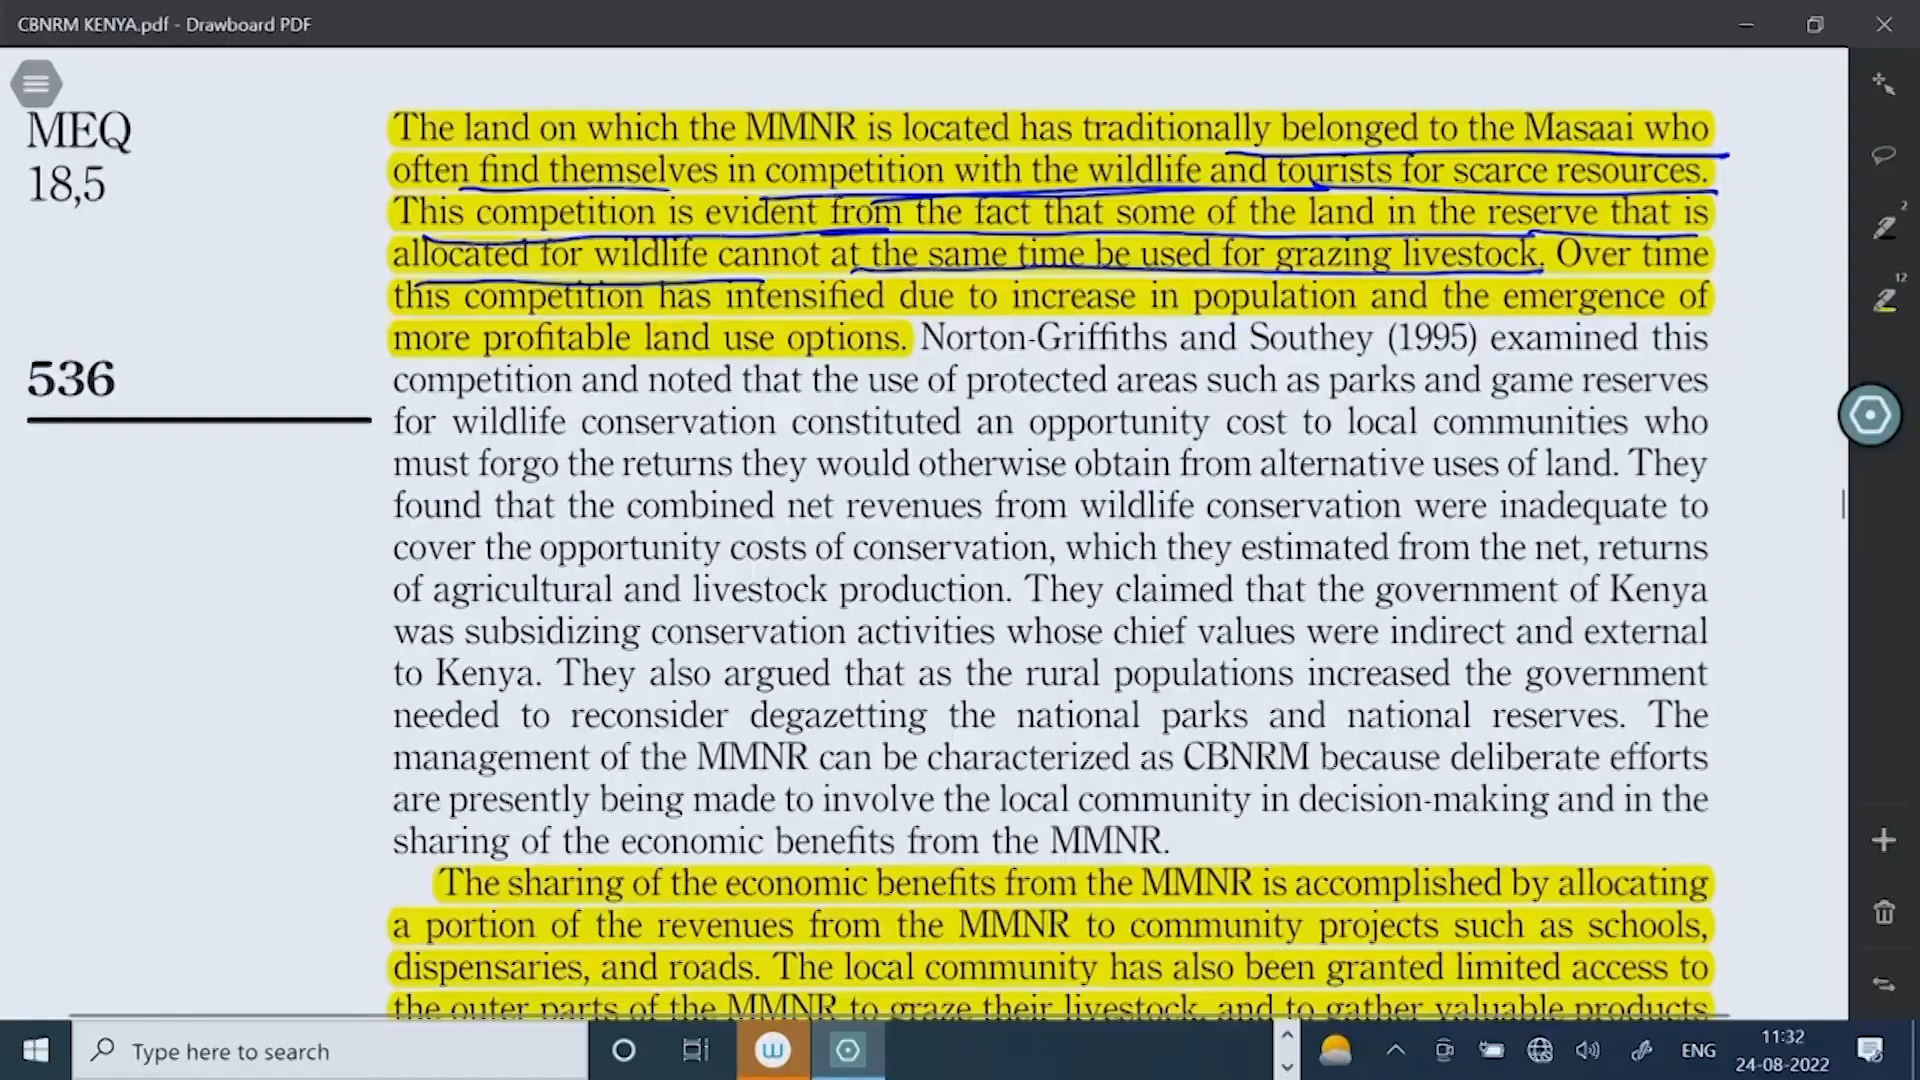 CBNRM KENYA.pdf - Drawboard PDF
MEQ
18,5
536
The land on which the MMNR is located has traditionally belonged to the Masaai who
often find themselves in competition with the wildlife and tourists for scarce resources.
This competition is evident from the fact that some of the land in the reserve that is
allocated for wildlife cannot at the same time be used for grazing livestock. Over time
this competition has intensified due to increase in population and the emergence of
more profitable land use options. Norton-Griffiths and Southey (1995) examined this
competition and noted that the use of protected areas such as parks and game reserves
for wildlife conservation constituted an opportunity cost to local communities who
must forgo the returns they would otherwise obtain from alternative uses of land. They
found that the combined net revenues from wildlife conservation were inadequate to
cover the opportunity costs of conservation, which they estimated from the net, returns
of agricultural and livestock production. They claimed that the government of Kenya
was subsidizing conservation activities whose chief values were indirect and external
to Kenya. They also argued that as the rural populations increased the government
needed to reconsider degazetting the national parks and national reserves. The
management of the MMNR can be characterized as CBNRM because deliberate efforts
are presently being made to involve the local community in decision-making and in the
sharing of the economic benefits from the MMNR.
The sharing of the economic benefits from the MMNR is accomplished by allocating
a portion of the revenues from the MMNR to community projects such as schools,
dispensaries, and roads. The local community has also been granted limited access to
the outer parts of the MMNR to graze their livestock, and to gather valuable products
2
12
Type here to search
ENG
11:32
24-08-2022